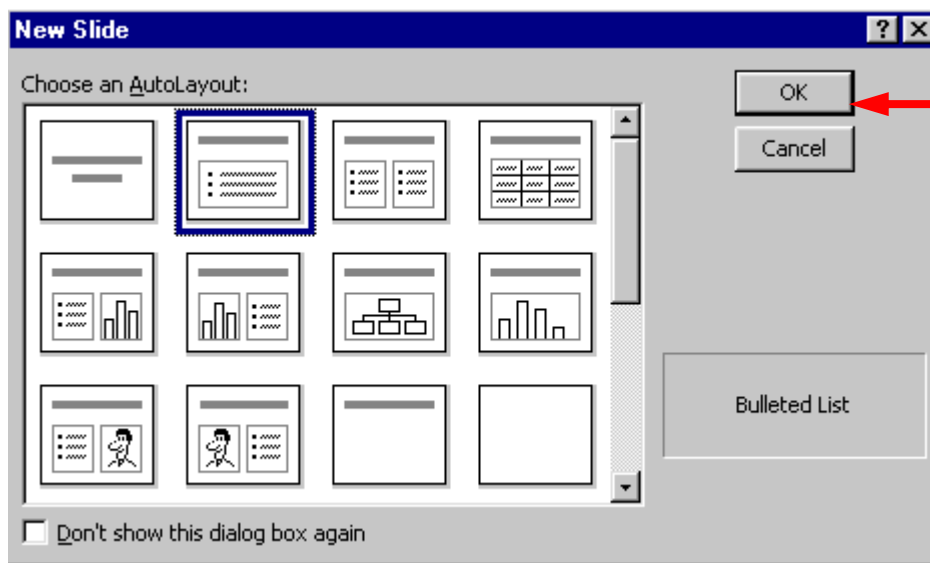 New Slide
Choose an AutoLayout:
OK
Cancel
Bulleted List
Don't show this dialog box again